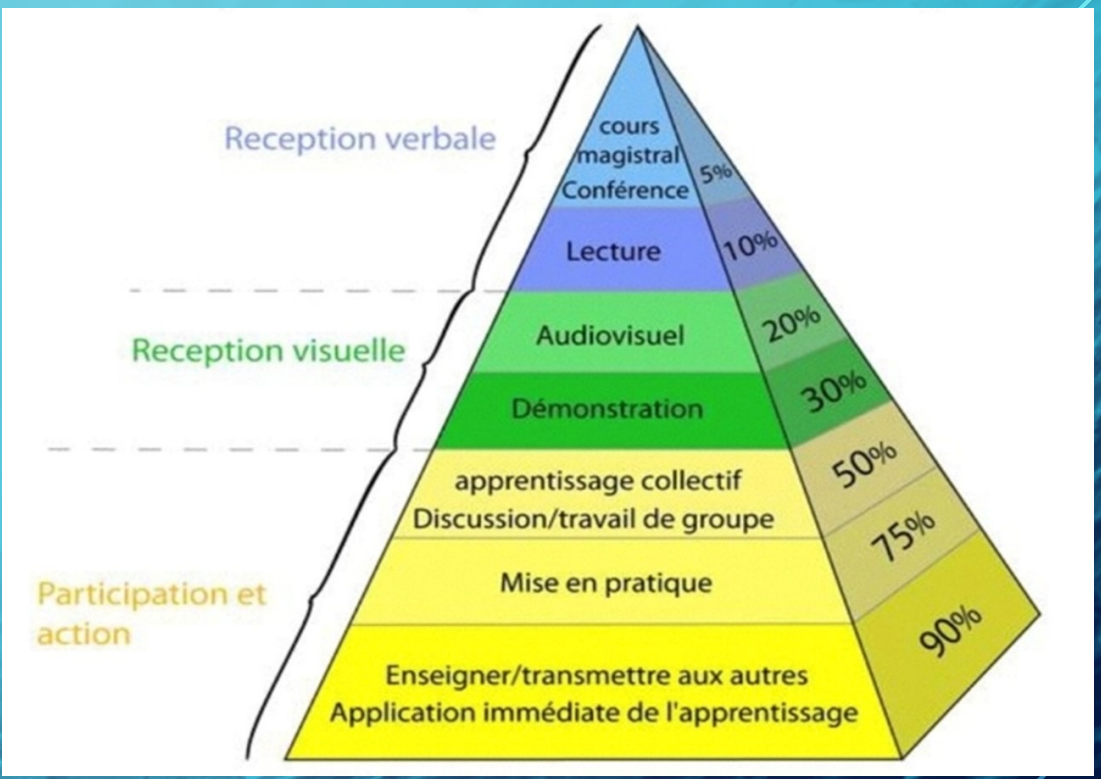 Reception verbale
cours
magistral
Conférence
5%
Lecture
10%
Reception visuelle
Audiovisuel
20%
Démonstration
30%
Participation et
action
apprentissage collectif
Discussion/travail de groupe
50%
Mise en pratique
75%
Enseigner/transmettre aux autres
Application immédiate de l'apprentissage
90%